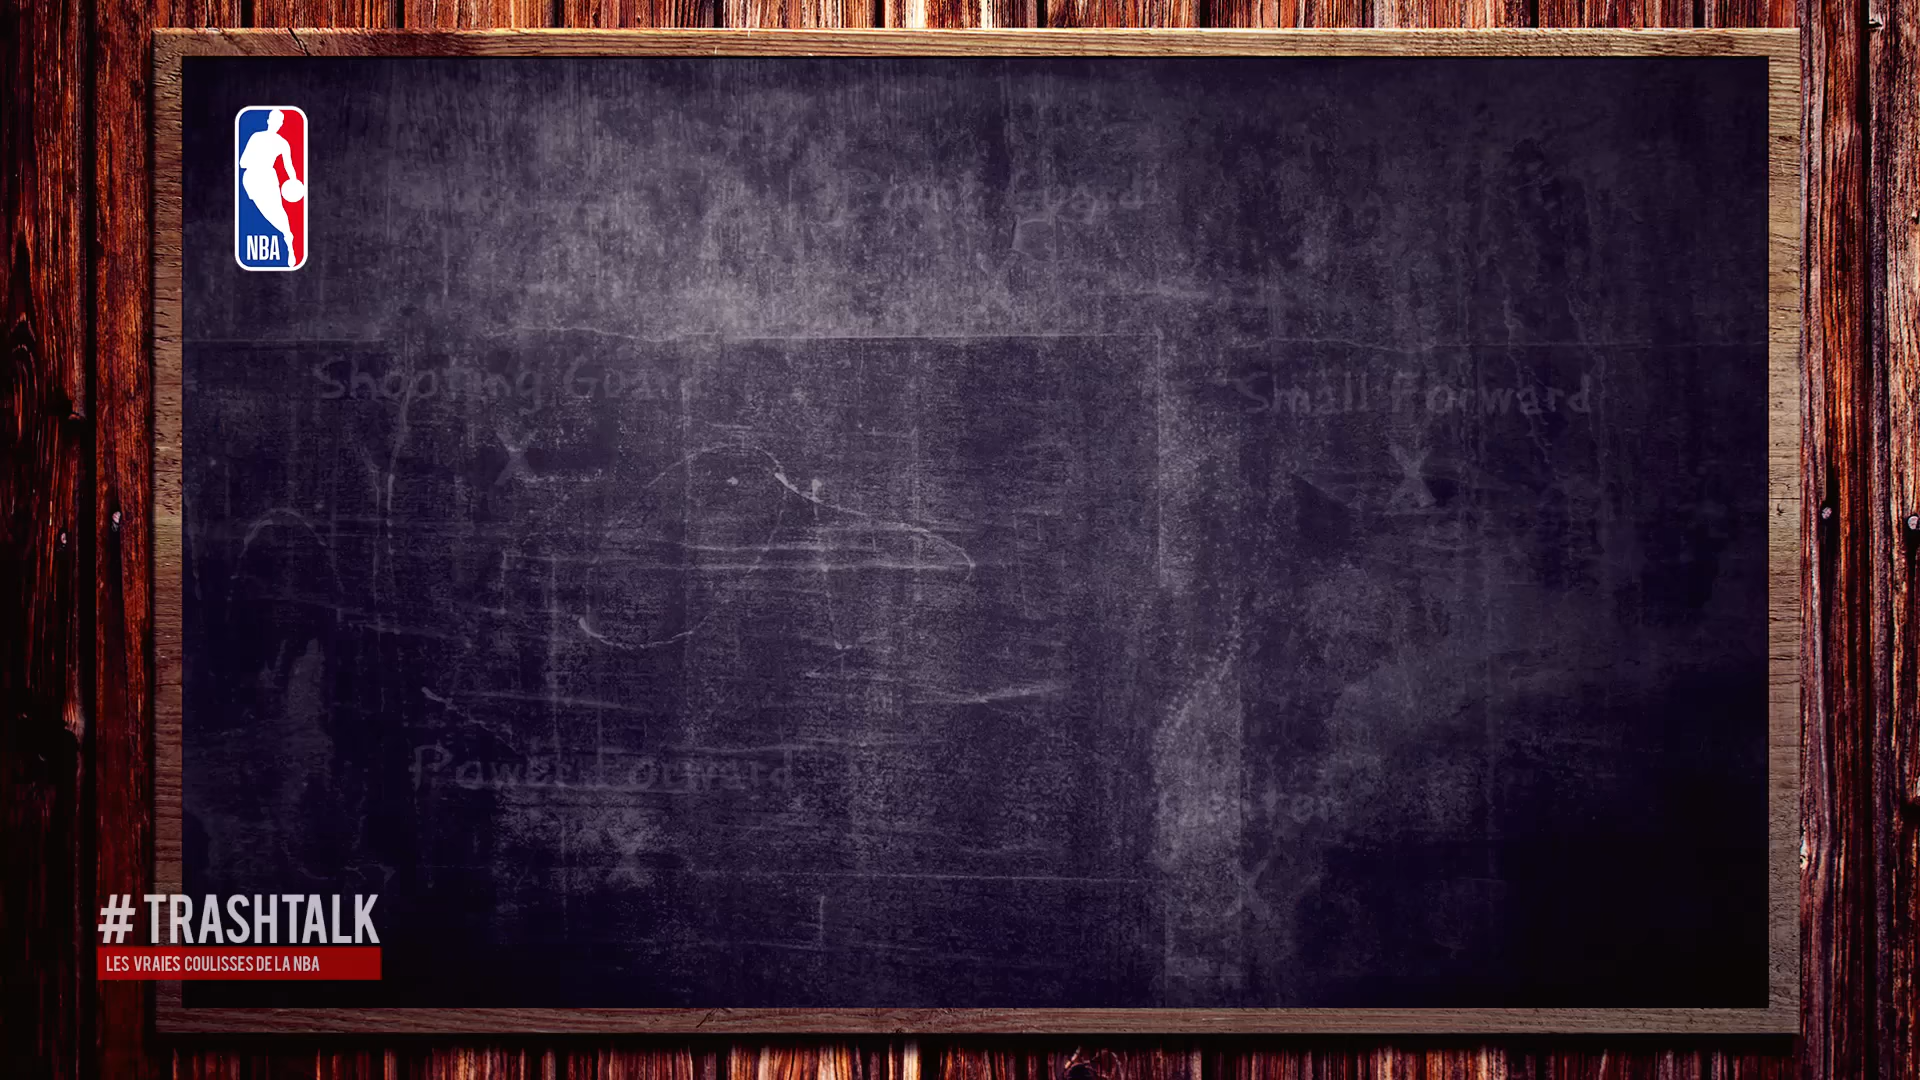 NBA
Point Guard
Shooting Guard
Small Forward
X
X
Power Forward
Center
X
X
# TRASHTALK
LES VRAIES COULISSES DE LA NBA